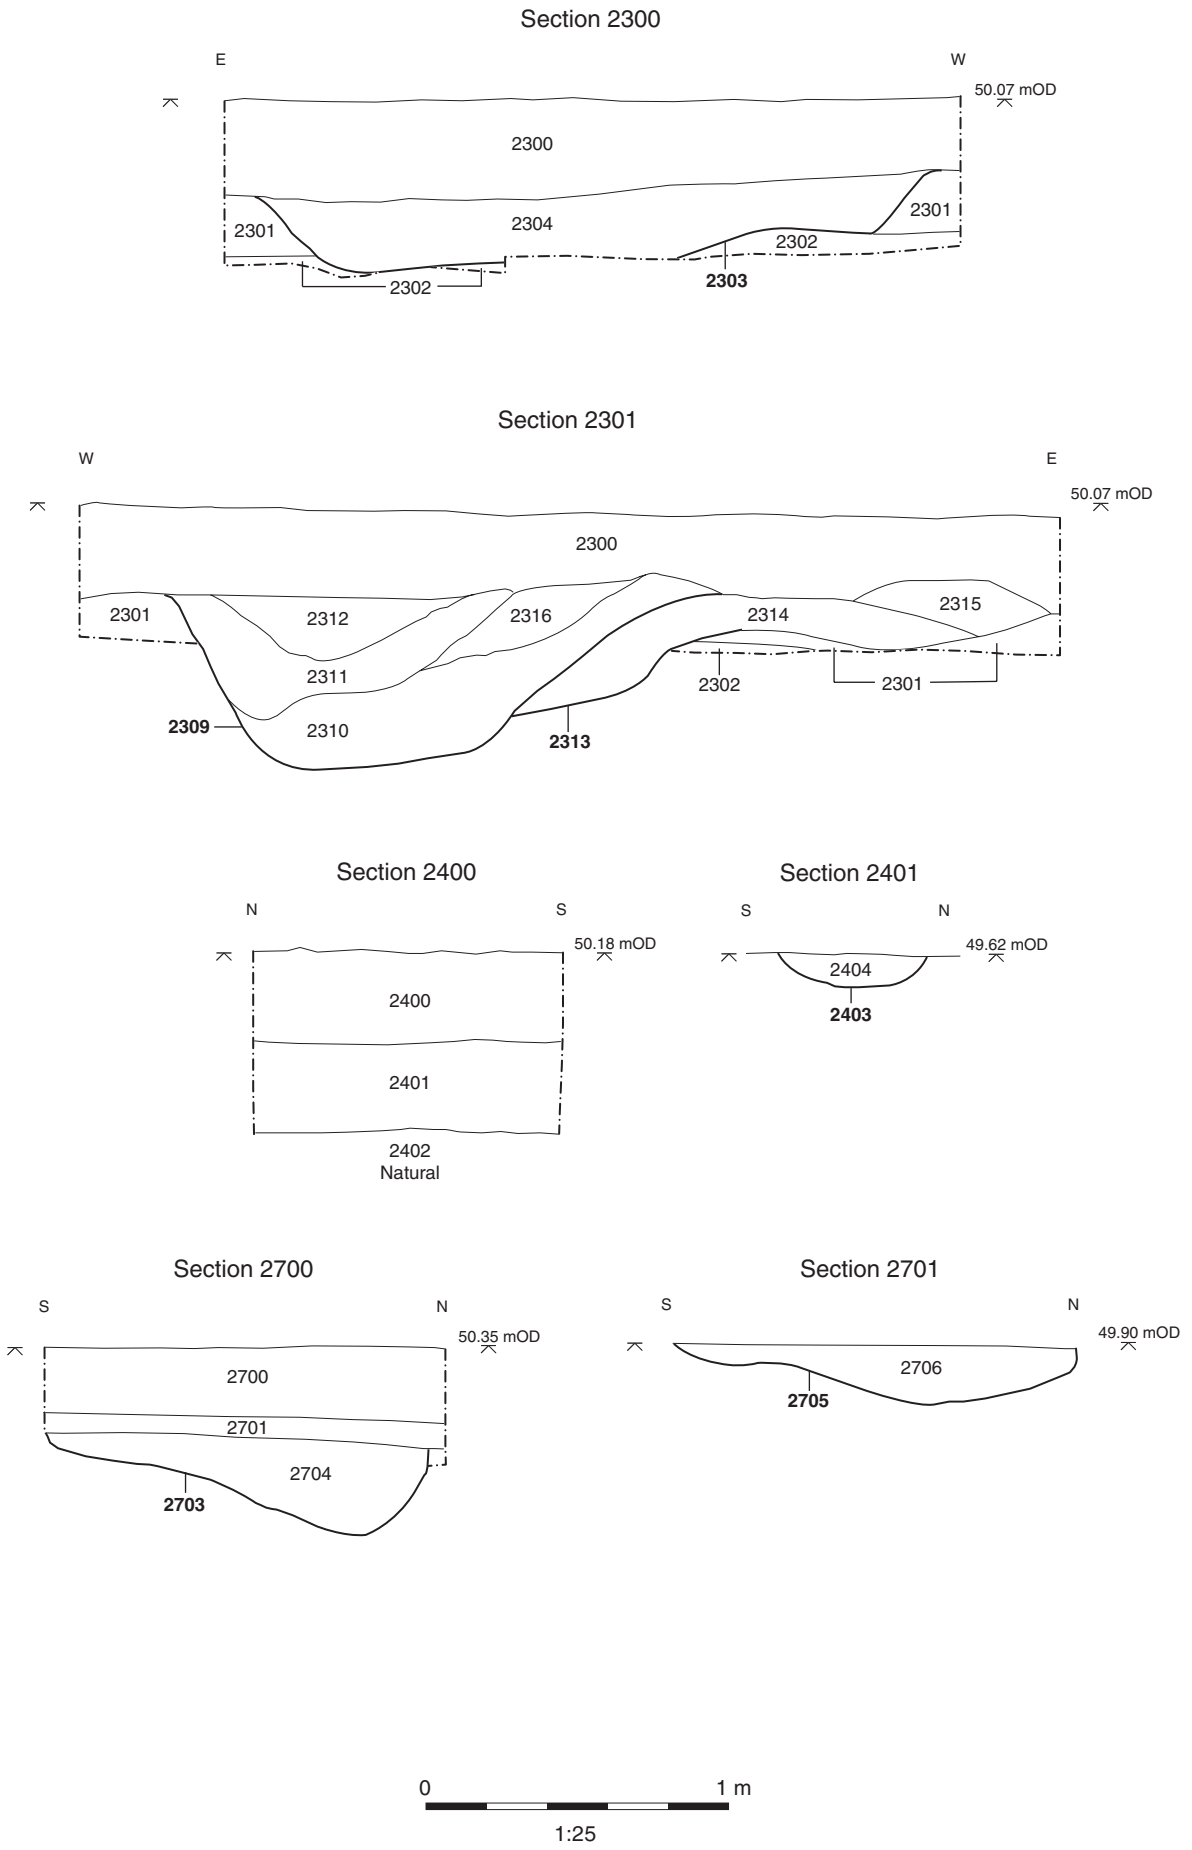 Section 2300
E W
50.07 mOD
2300
2301 2304 2302 2301
2302 2303
Section 2301
W E
50.07 mOD
2300
2301 2312 2316 2314 2315
2311 2302 2301
2309 2310 2313
Section 2400
N S
50.18 mOD
2400
2401
2402
Natural
Section 2401
S N
49.62 mOD
2404
2403
Section 2700
S N
50.35 mOD
2700
2701
2704
2703
Section 2701
S N
49.90 mOD
2706
2705
0 1 m
1:25